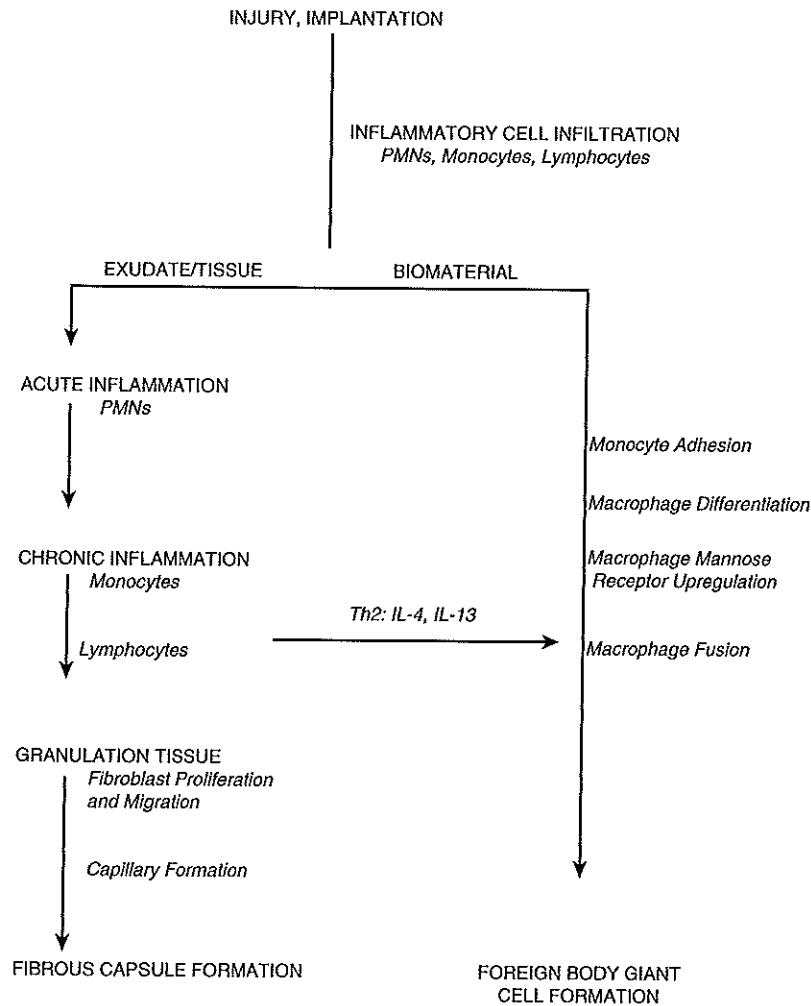 INJURY, IMPLANTATION
INFLAMMATORY CELL INFILTRATION
PMNs, Monocytes, Lymphocytes
EXUDATE/TISSUE
BIOMATERIAL
ACUTE INFLAMMATION
PMNs
Monocyte Adhesion
Macrophage Differentiation
CHRONIC INFLAMMATION
Monocytes
Macrophage Mannose
Receptor Upregulation
Th2: IL-4, IL-13
Lymphocytes
Macrophage Fusion
GRANULATION TISSUE
Fibroblast Proliferation
and Migration
Capillary Formation
FIBROUS CAPSULE FORMATION
FOREIGN BODY GIANT
CELL FORMATION